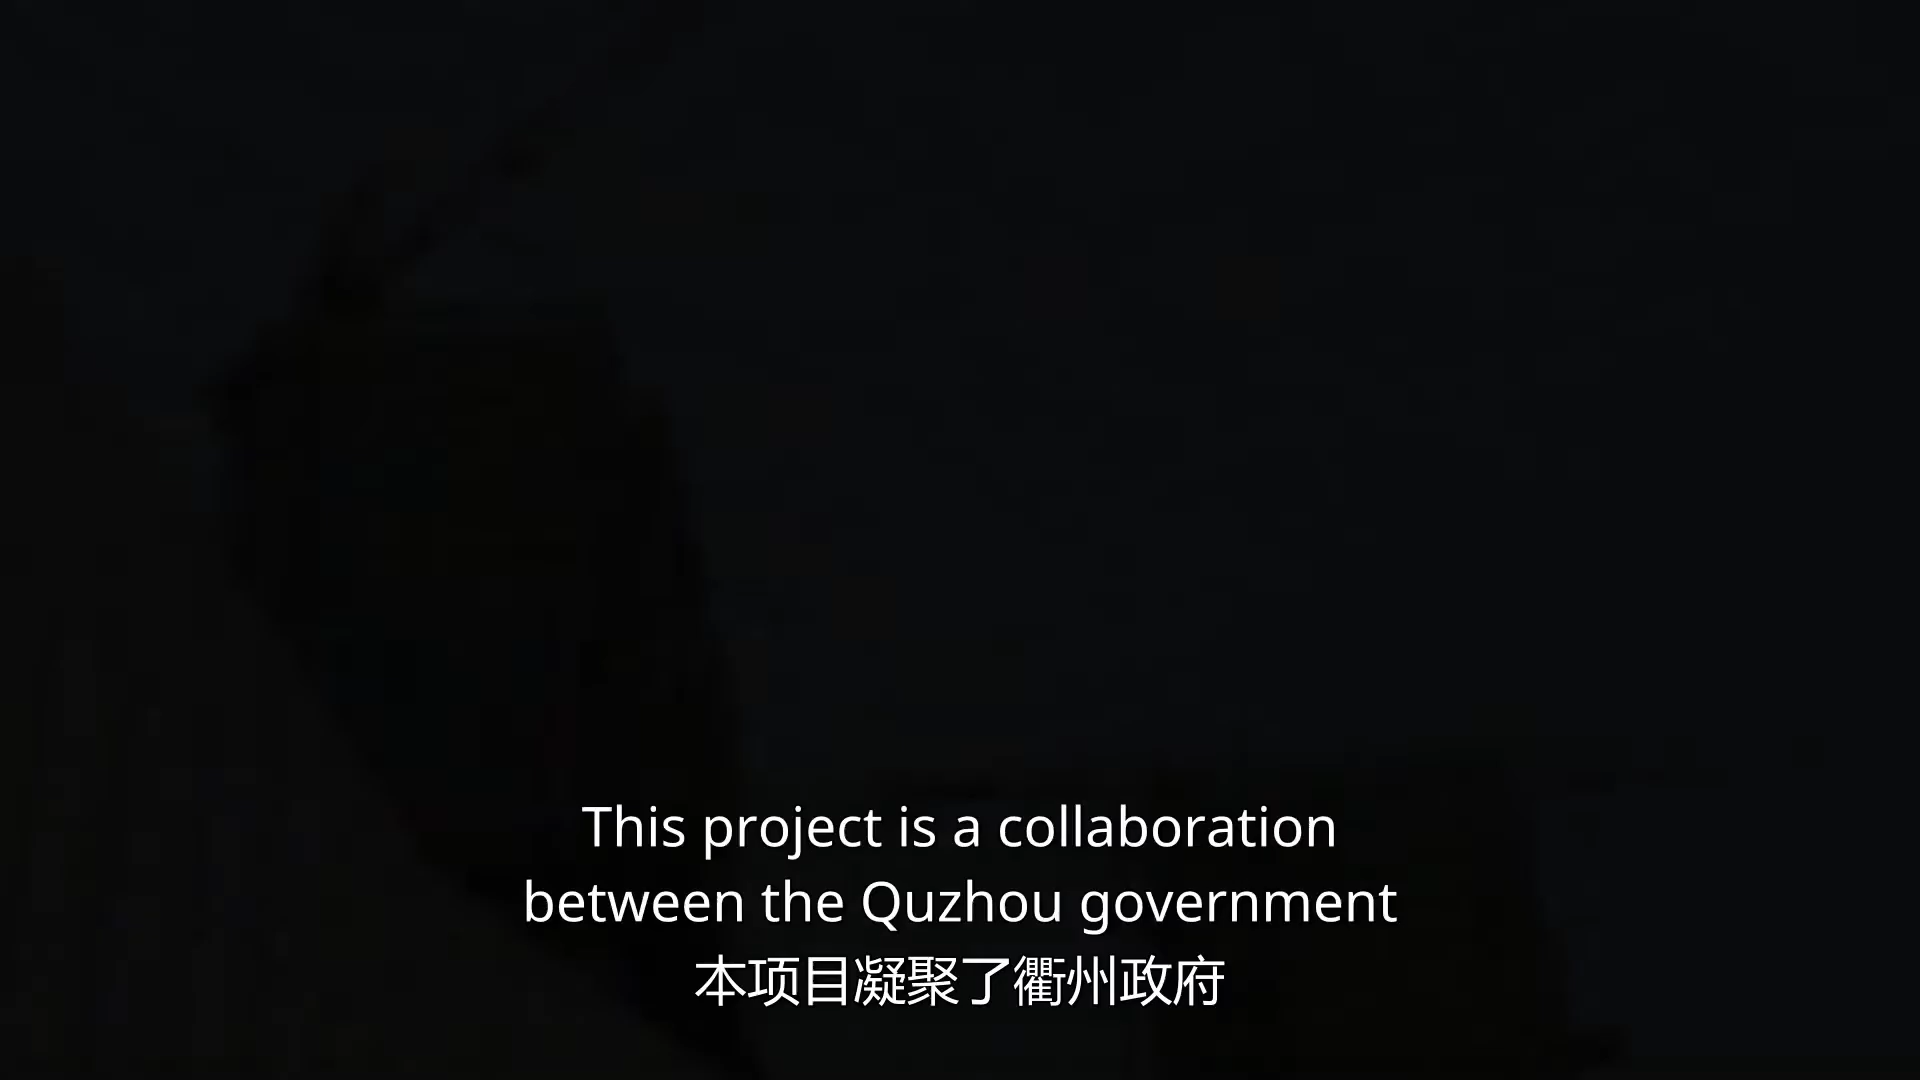 This project is a collaboration
between the Quzhou government
本项目凝聚了衢州政府